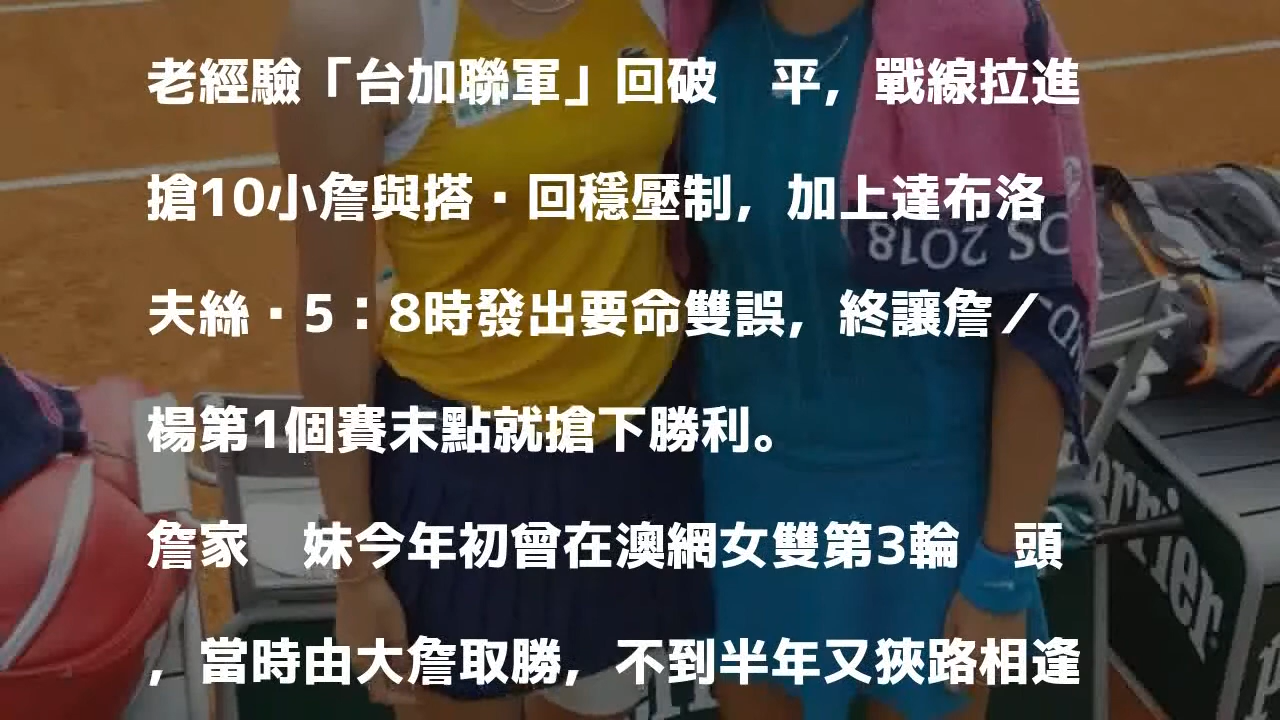 老經驗「台加聯軍」回破　平，戰線拉進
搶10小詹與搭·回穩壓制，加上達布洛
夫絲·5：8時發出要命雙誤，終讓詹／
楊第1個賽末點就搶下勝利。
詹家　妹今年初曾在澳網女雙第3輪　頭
，當時由大詹取勝，不到半年又狹路相逢
OS 2018
ND
Perrier